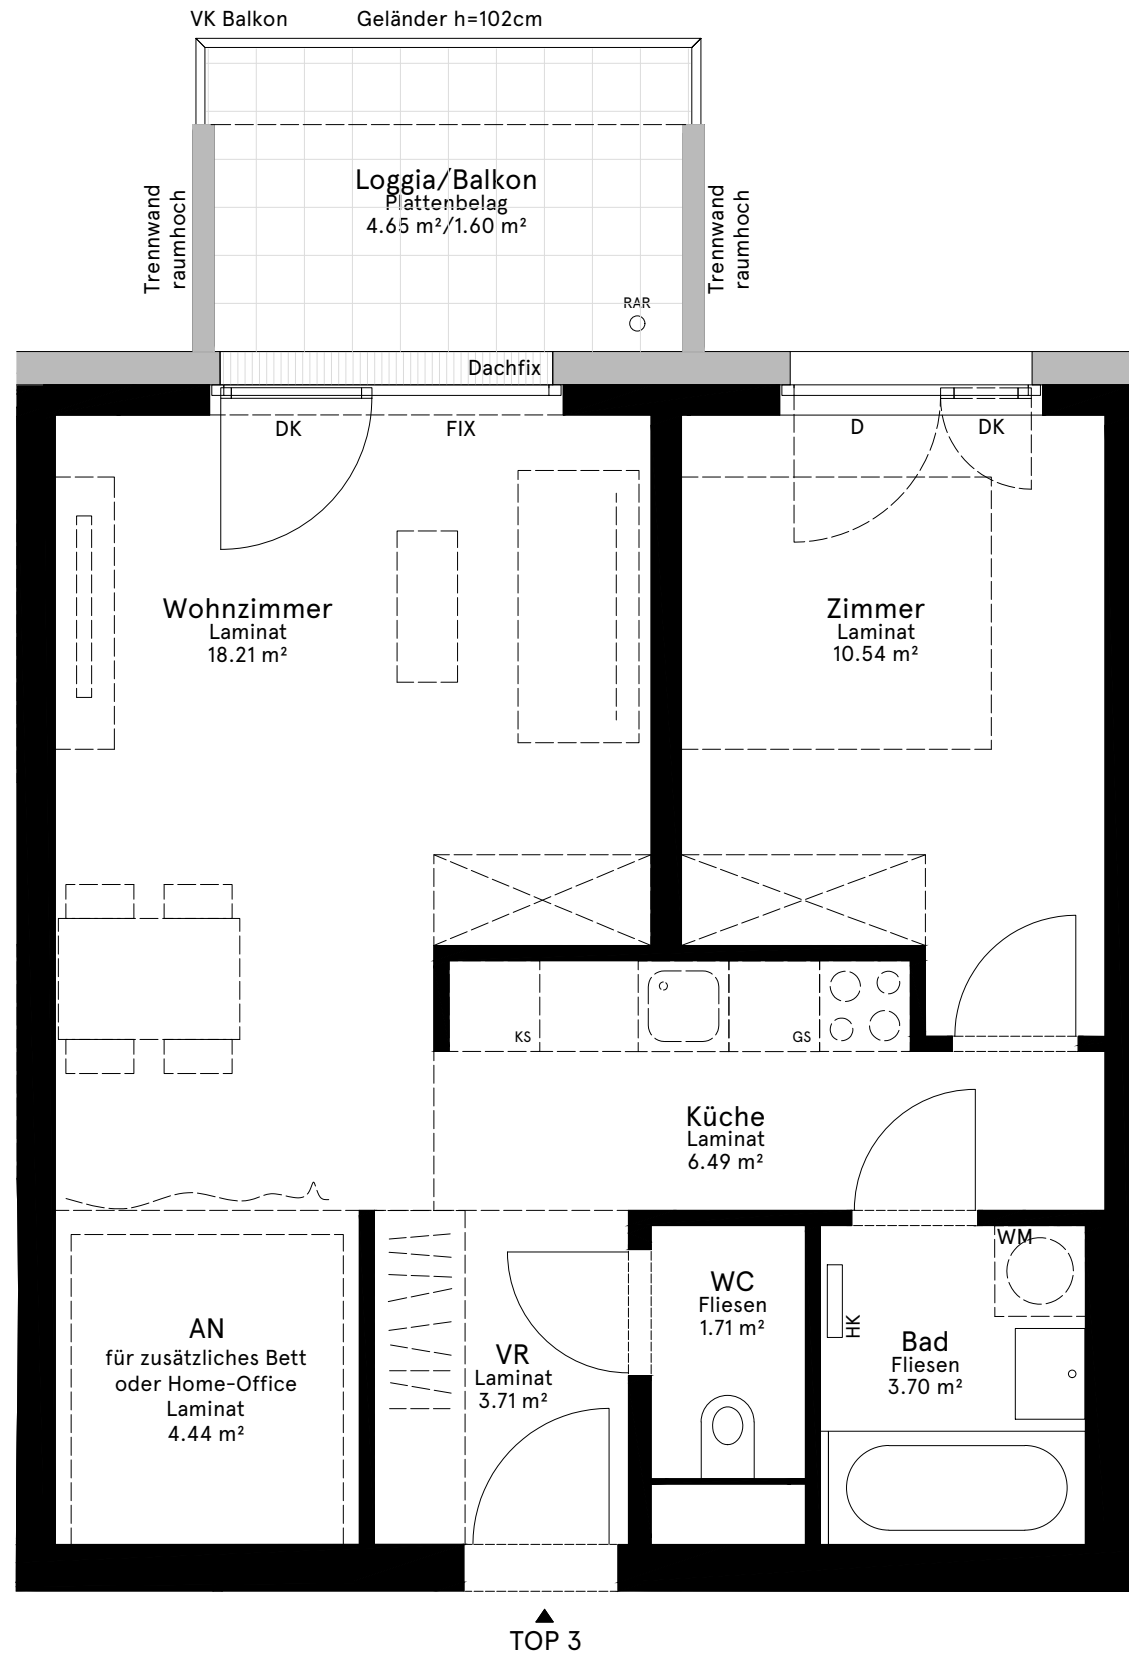 VK Balkon
Geländer h=102cm
Loggia/Balkon
Plattenbelag
4.65 m²/1.60 m²
Trennwand
raumhoch
Trennwand
raumhoch
RAR
Dachfix
DK
FIX
D
DK
Wohnzimmer
Laminat
18.21 m²
Zimmer
Laminat
10.54 m²
KS
GS
Küche
Laminat
6.49 m²
WM
WC
Fliesen
1.71 m²
HK
Bad
Fliesen
3.70 m²
AN
für zusätzliches Bett
oder Home-Office
Laminat
4.44 m²
VR
Laminat
3.71 m²
TOP 3